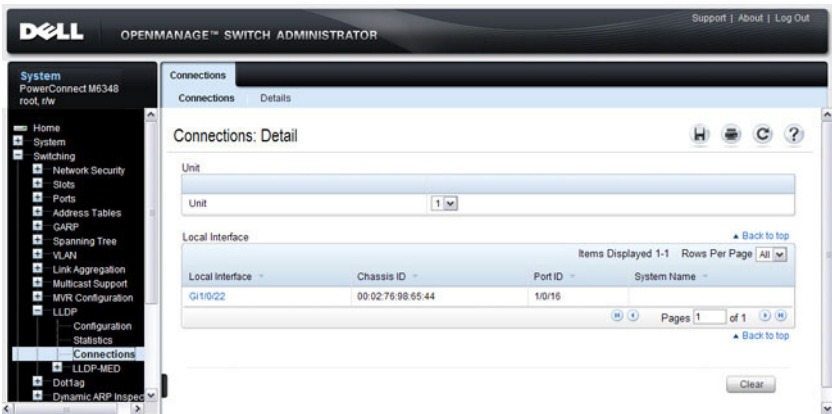 Support | About | Log Out
DELL
OPENMANAGE™ SWITCH ADMINISTRATOR
System
PowerConnect M6348
root, r/w
Home
System
Switching
Network Security
Slots
Ports
Address Tables
GARP
Spanning Tree
VLAN
Link Aggregation
Multicast Support
MVR Configuration
LLDP
Configuration
Statistics
Connections
LLDP-MED
Dot1ag
Dynamic ARP Inspec
Connections
Connections Details
Connections: Detail
Unit
Unit 1
Local Interface Back to top
Items Displayed 1-1 Rows Per Page All
Local Interface Chassis ID Port ID System Name
Gi1/0/22 00:02:76:98:65:44 1/0/16
Pages 1 of 1
Back to top
Clear